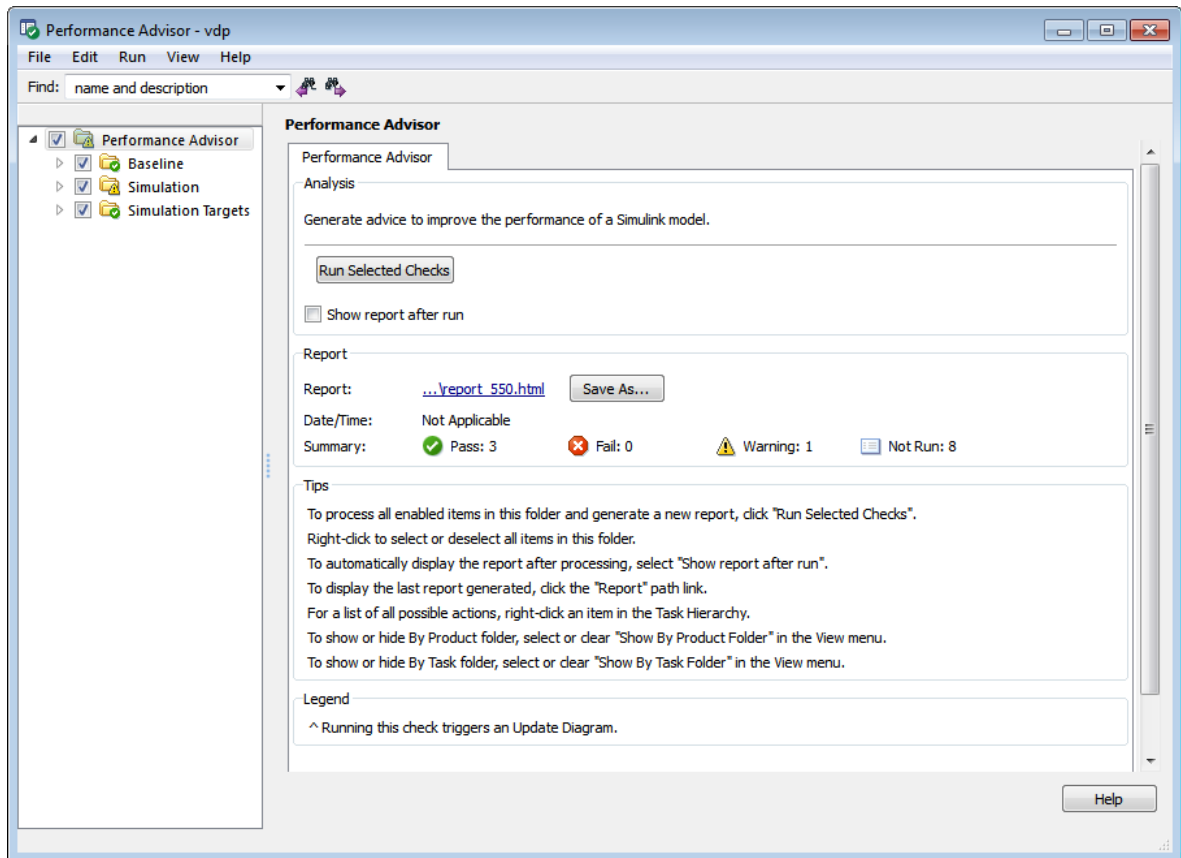 Performance Advisor - vdp
File Edit Run View Help
Find: name and description
Performance Advisor
Baseline
Simulation
Simulation Targets
Performance Advisor
Performance Advisor
Analysis
Generate advice to improve the performance of a Simulink model.
Run Selected Checks
Show report after run
Report
Report: ...\report_550.html Save As...
Date/Time: Not Applicable
Summary: Pass: 3 Fail: 0 Warning: 1 Not Run: 8
Tips
To process all enabled items in this folder and generate a new report, click "Run Selected Checks".
Right-click to select or deselect all items in this folder.
To automatically display the report after processing, select "Show report after run".
To display the last report generated, click the "Report" path link.
For a list of all possible actions, right-click an item in the Task Hierarchy.
To show or hide By Product folder, select or clear "Show By Product Folder" in the View menu.
To show or hide By Task folder, select or clear "Show By Task Folder" in the View menu.
Legend
^ Running this check triggers an Update Diagram.
Help